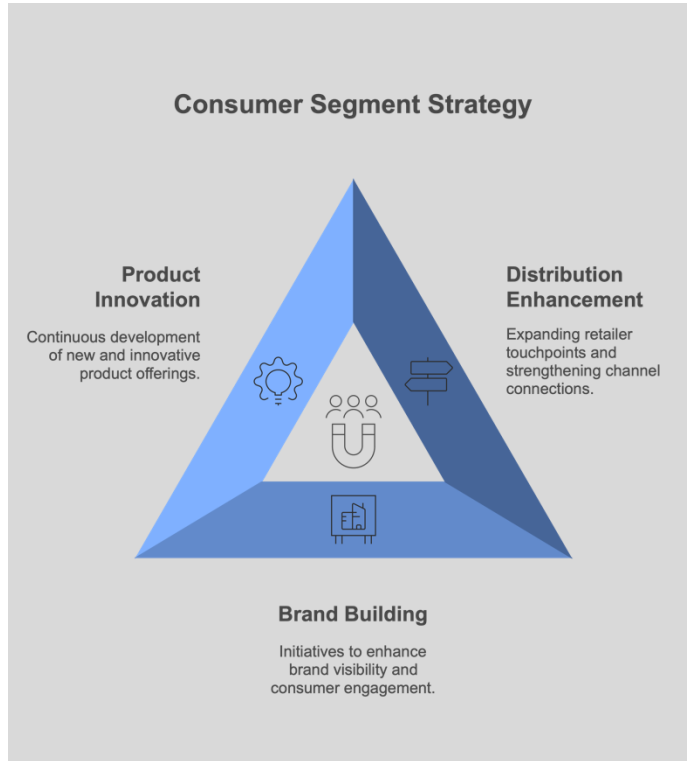 Consumer Segment Strategy
Product
Innovation
Continuous development
of new and innovative
product offerings.
Distribution
Enhancement
Expanding retailer
touchpoints and
strengthening channel
connections.
Brand Building
Initiatives to enhance
brand visibility and
consumer engagement.